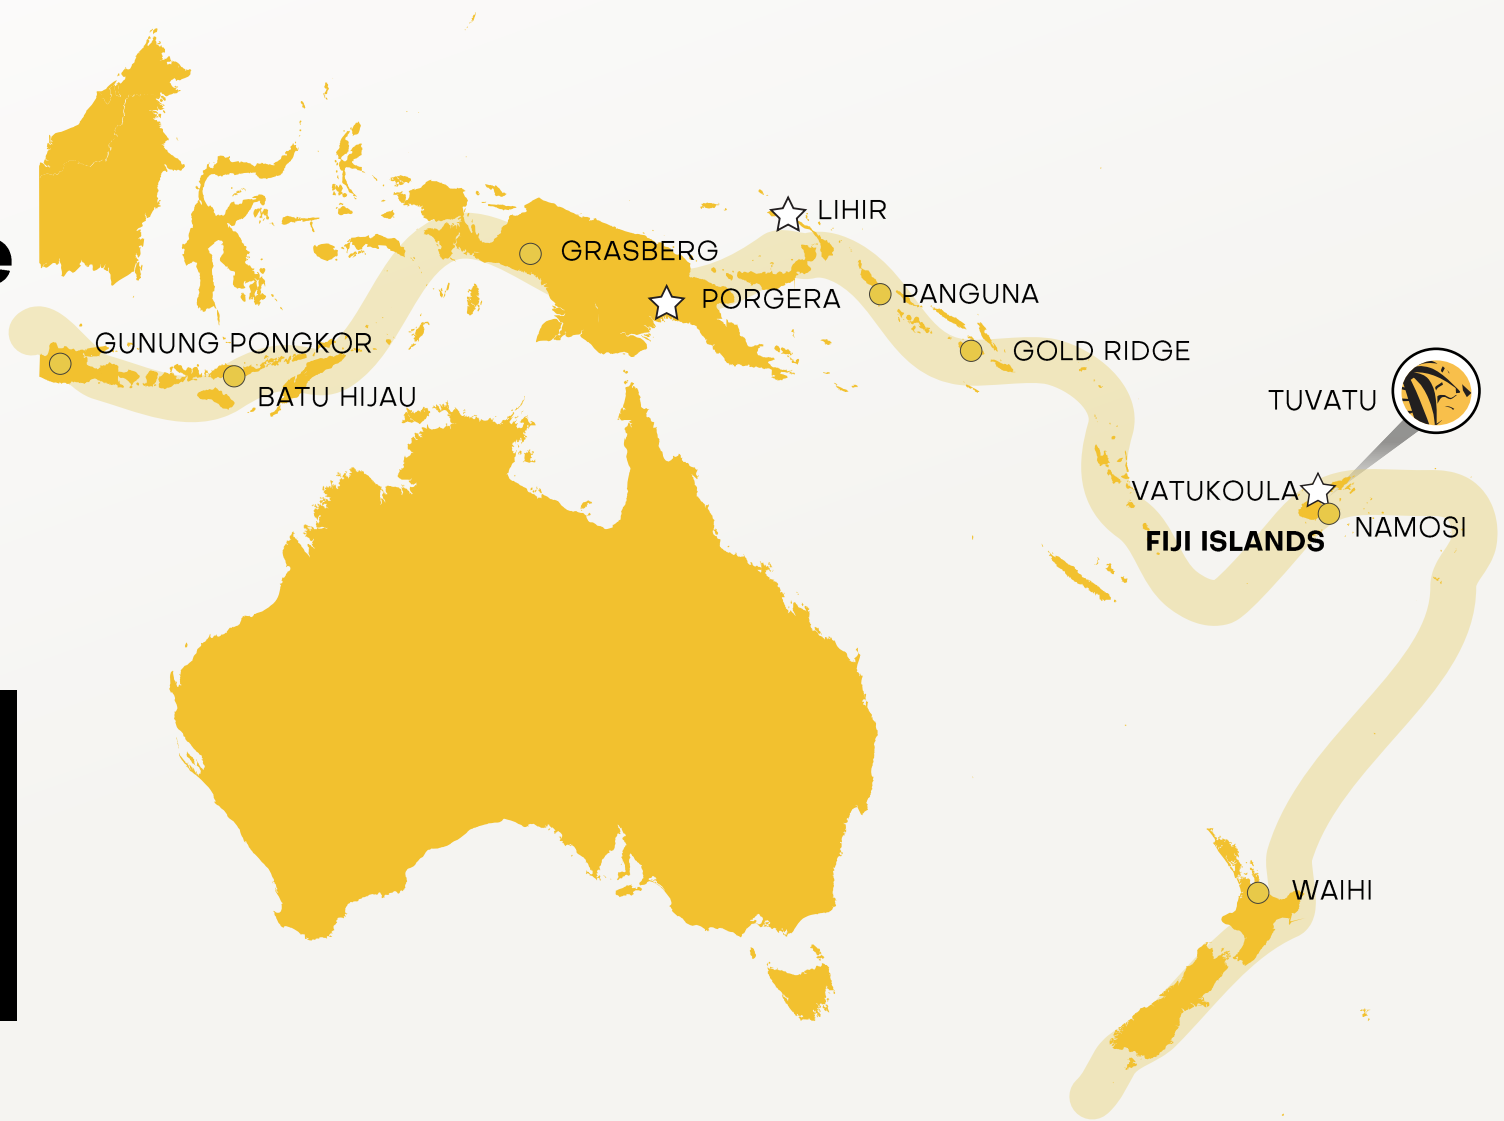 e
LIHIR
GRASBERG
PORGERA
PANGUNA
GUNUNG PONGKOR
GOLD RIDGE
BATU HIJAU
TUVATU
VATUKOULA
NAMOSI
FIJI ISLANDS
WAIHI